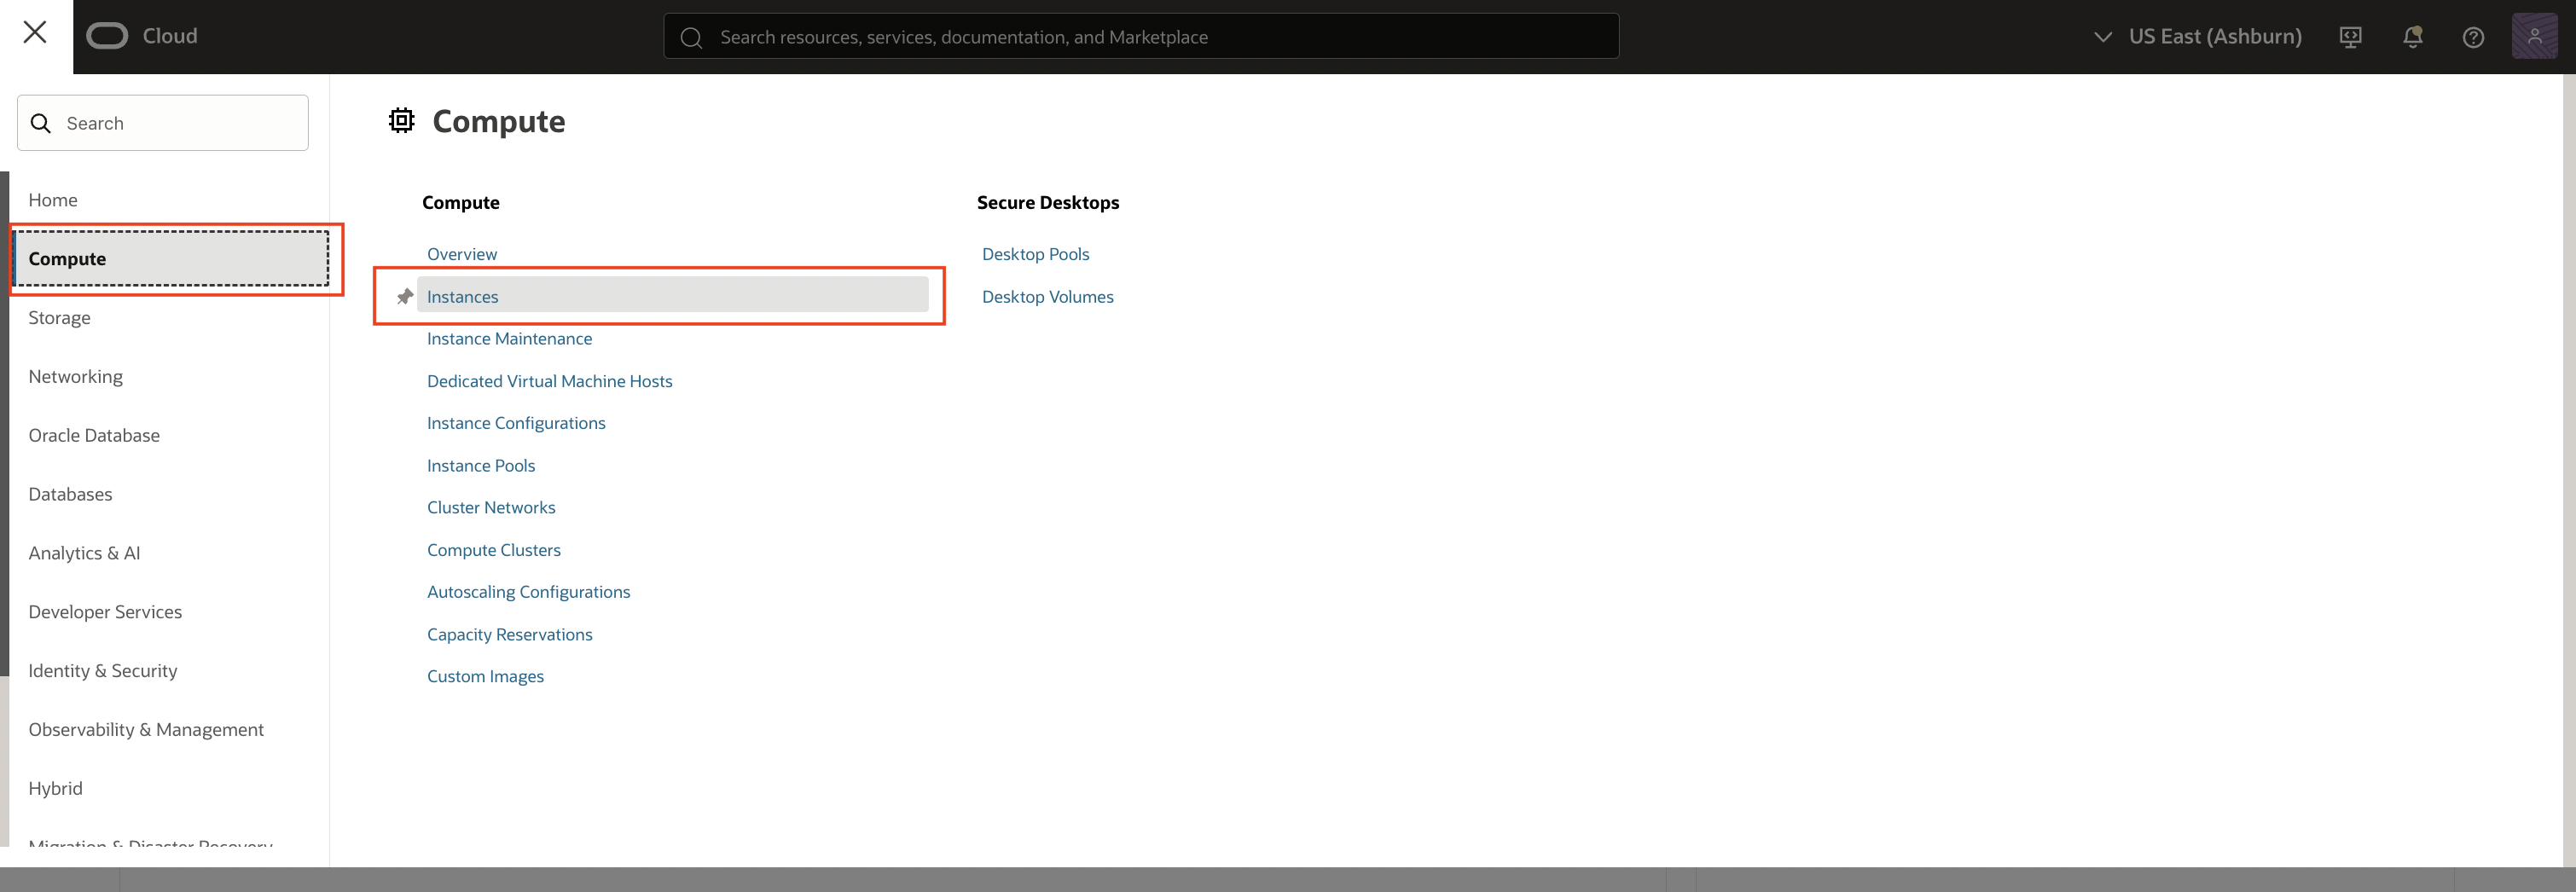 Cloud
Search resources, services, documentation, and Marketplace
US East (Ashburn)
Search
Home
Compute
Storage
Networking
Oracle Database
Databases
Analytics & AI
Developer Services
Identity & Security
Observability & Management
Hybrid
Migration & Disaster Recovery
Compute
Compute
Overview
Instances
Instance Maintenance
Dedicated Virtual Machine Hosts
Instance Configurations
Instance Pools
Cluster Networks
Compute Clusters
Autoscaling Configurations
Capacity Reservations
Custom Images
Secure Desktops
Desktop Pools
Desktop Volumes